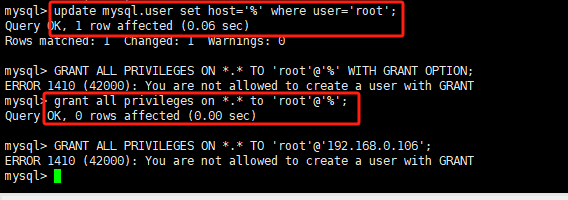 mysql> update mysql.user set host='%' where user='root';
Query OK, 1 row affected (0.06 sec)
Rows matched: 1  Changed: 1  Warnings: 0
mysql> GRANT ALL PRIVILEGES ON *.* TO 'root'@'%' WITH GRANT OPTION;
ERROR 1410 (42000): You are not allowed to create a user with GRANT
mysql> grant all privileges on *.* to 'root'@'%';
Query OK, 0 rows affected (0.00 sec)
mysql> GRANT ALL PRIVILEGES ON *.* TO 'root'@'192.168.0.106';
ERROR 1410 (42000): You are not allowed to create a user with GRANT
mysql>